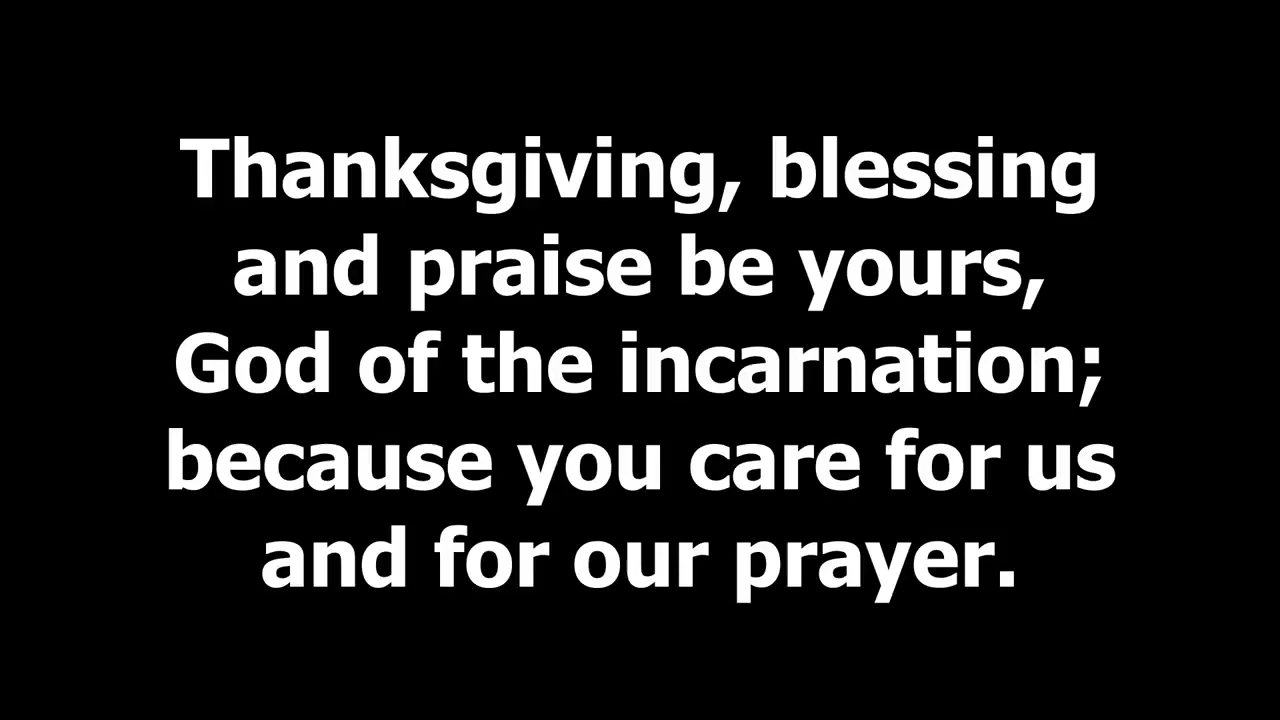 Thanksgiving, blessing
and praise be yours,
God of the incarnation;
because you care for us
and for our prayer.